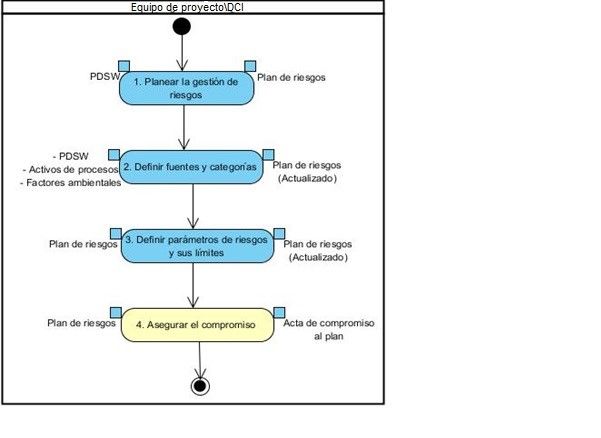 Equipo de proyecto\DCI
PDSW
1. Planear la gestión de
riesgos
Plan de riesgos
- PDSW
- Activos de procesos
- Factores ambientales
2. Definir fuentes y categorías
Plan de riesgos
(Actualizado)
Plan de riesgos
3. Definir parámetros de riesgos
y sus límites
Plan de riesgos
(Actualizado)
Plan de riesgos
4. Asegurar el compromiso
Acta de compromiso
al plan